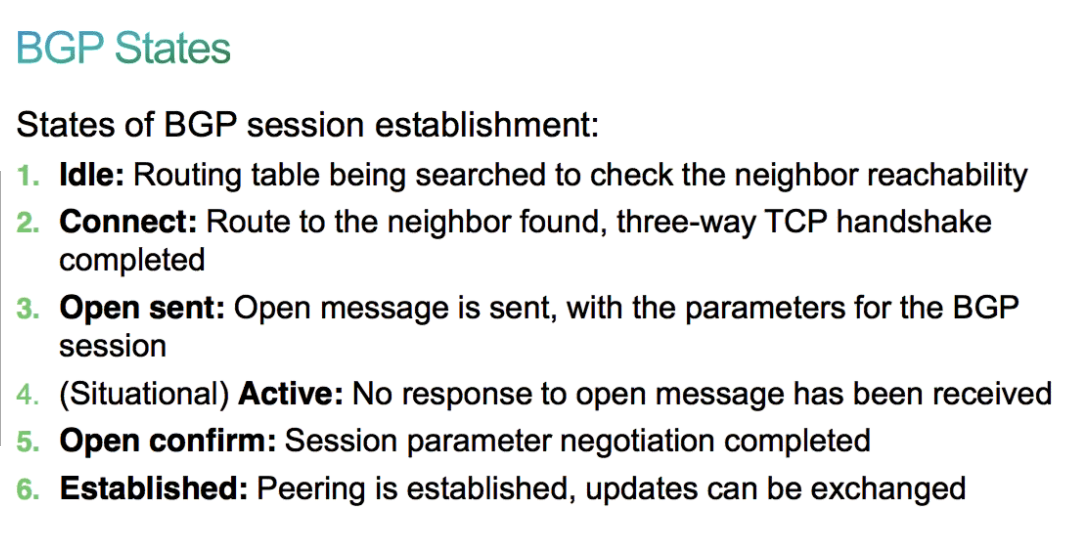 BGP States
States of BGP session establishment:
1. Idle: Routing table being searched to check the neighbor reachability
2. Connect: Route to the neighbor found, three-way TCP handshake
completed
3. Open sent: Open message is sent, with the parameters for the BGP
session
4. (Situational) Active: No response to open message has been received
5. Open confirm: Session parameter negotiation completed
6. Established: Peering is established, updates can be exchanged